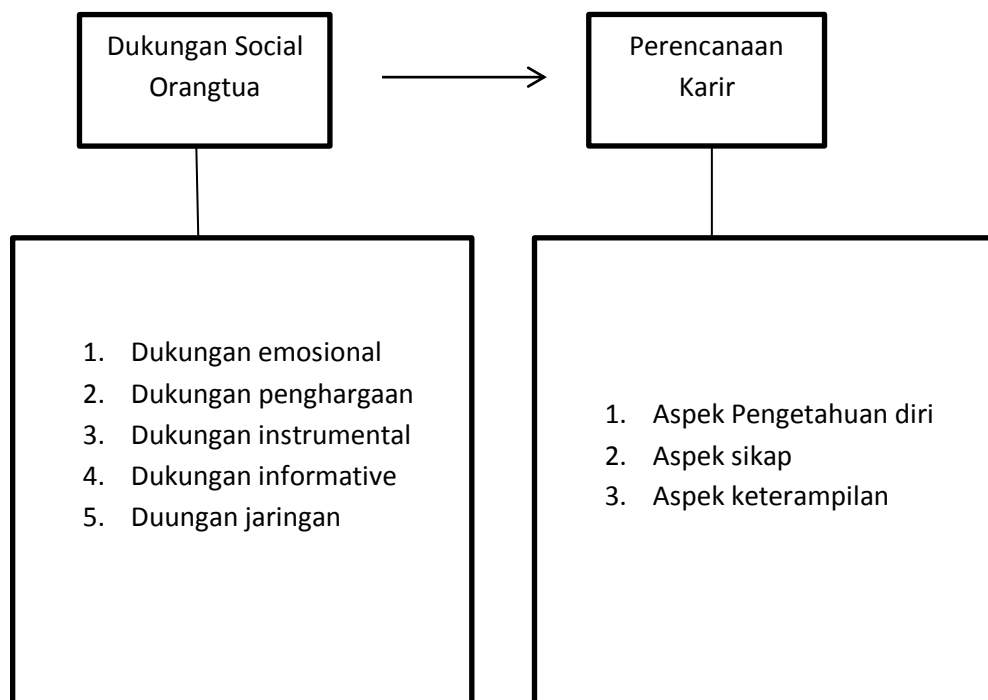 Dukungan Social
Orangtua
Perencanaan
Karir
1. Dukungan emosional
2. Dukungan penghargaan
3. Dukungan instrumental
4. Dukungan informative
5. Duungan jaringan
1. Aspek Pengetahuan diri
2. Aspek sikap
3. Aspek keterampilan